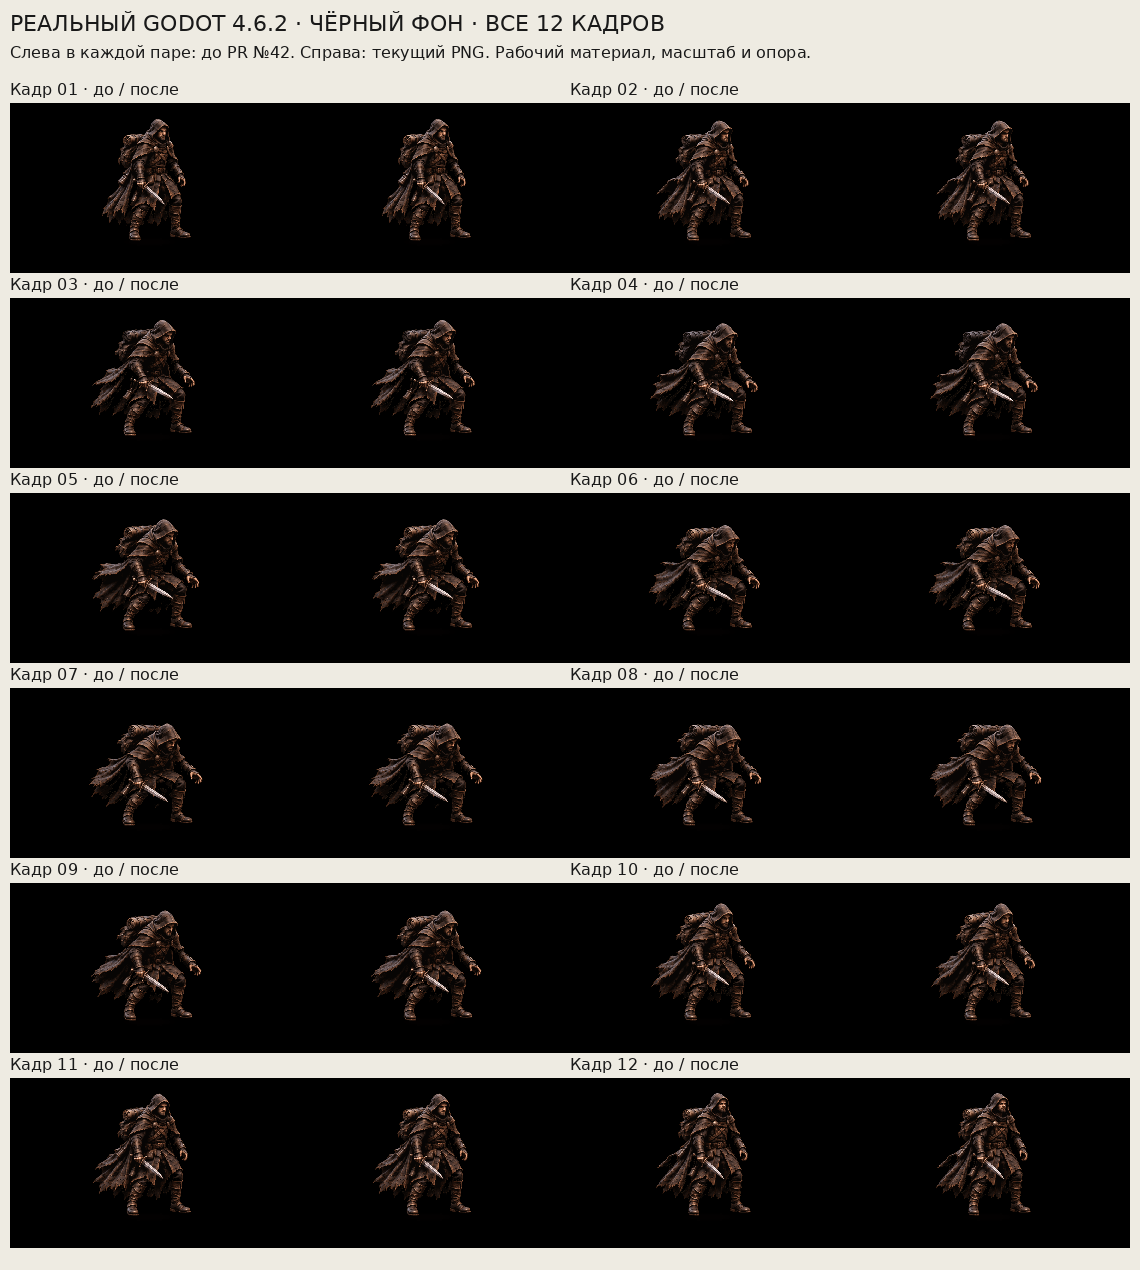 РЕАЛЬНЫЙ GODOT 4.6.2 · ЧЁРНЫЙ ФОН · ВСЕ 12 КАДРОВ
Слева в каждой паре: до PR №42. Справа: текущий PNG. Рабочий материал, масштаб и опора.
Кадр 01 · до / после
Кадр 02 · до / после
Кадр 03 · до / после
Кадр 04 · до / после
Кадр 05 · до / после
Кадр 06 · до / после
Кадр 07 · до / после
Кадр 08 · до / после
Кадр 09 · до / после
Кадр 10 · до / после
Кадр 11 · до / после
Кадр 12 · до / после